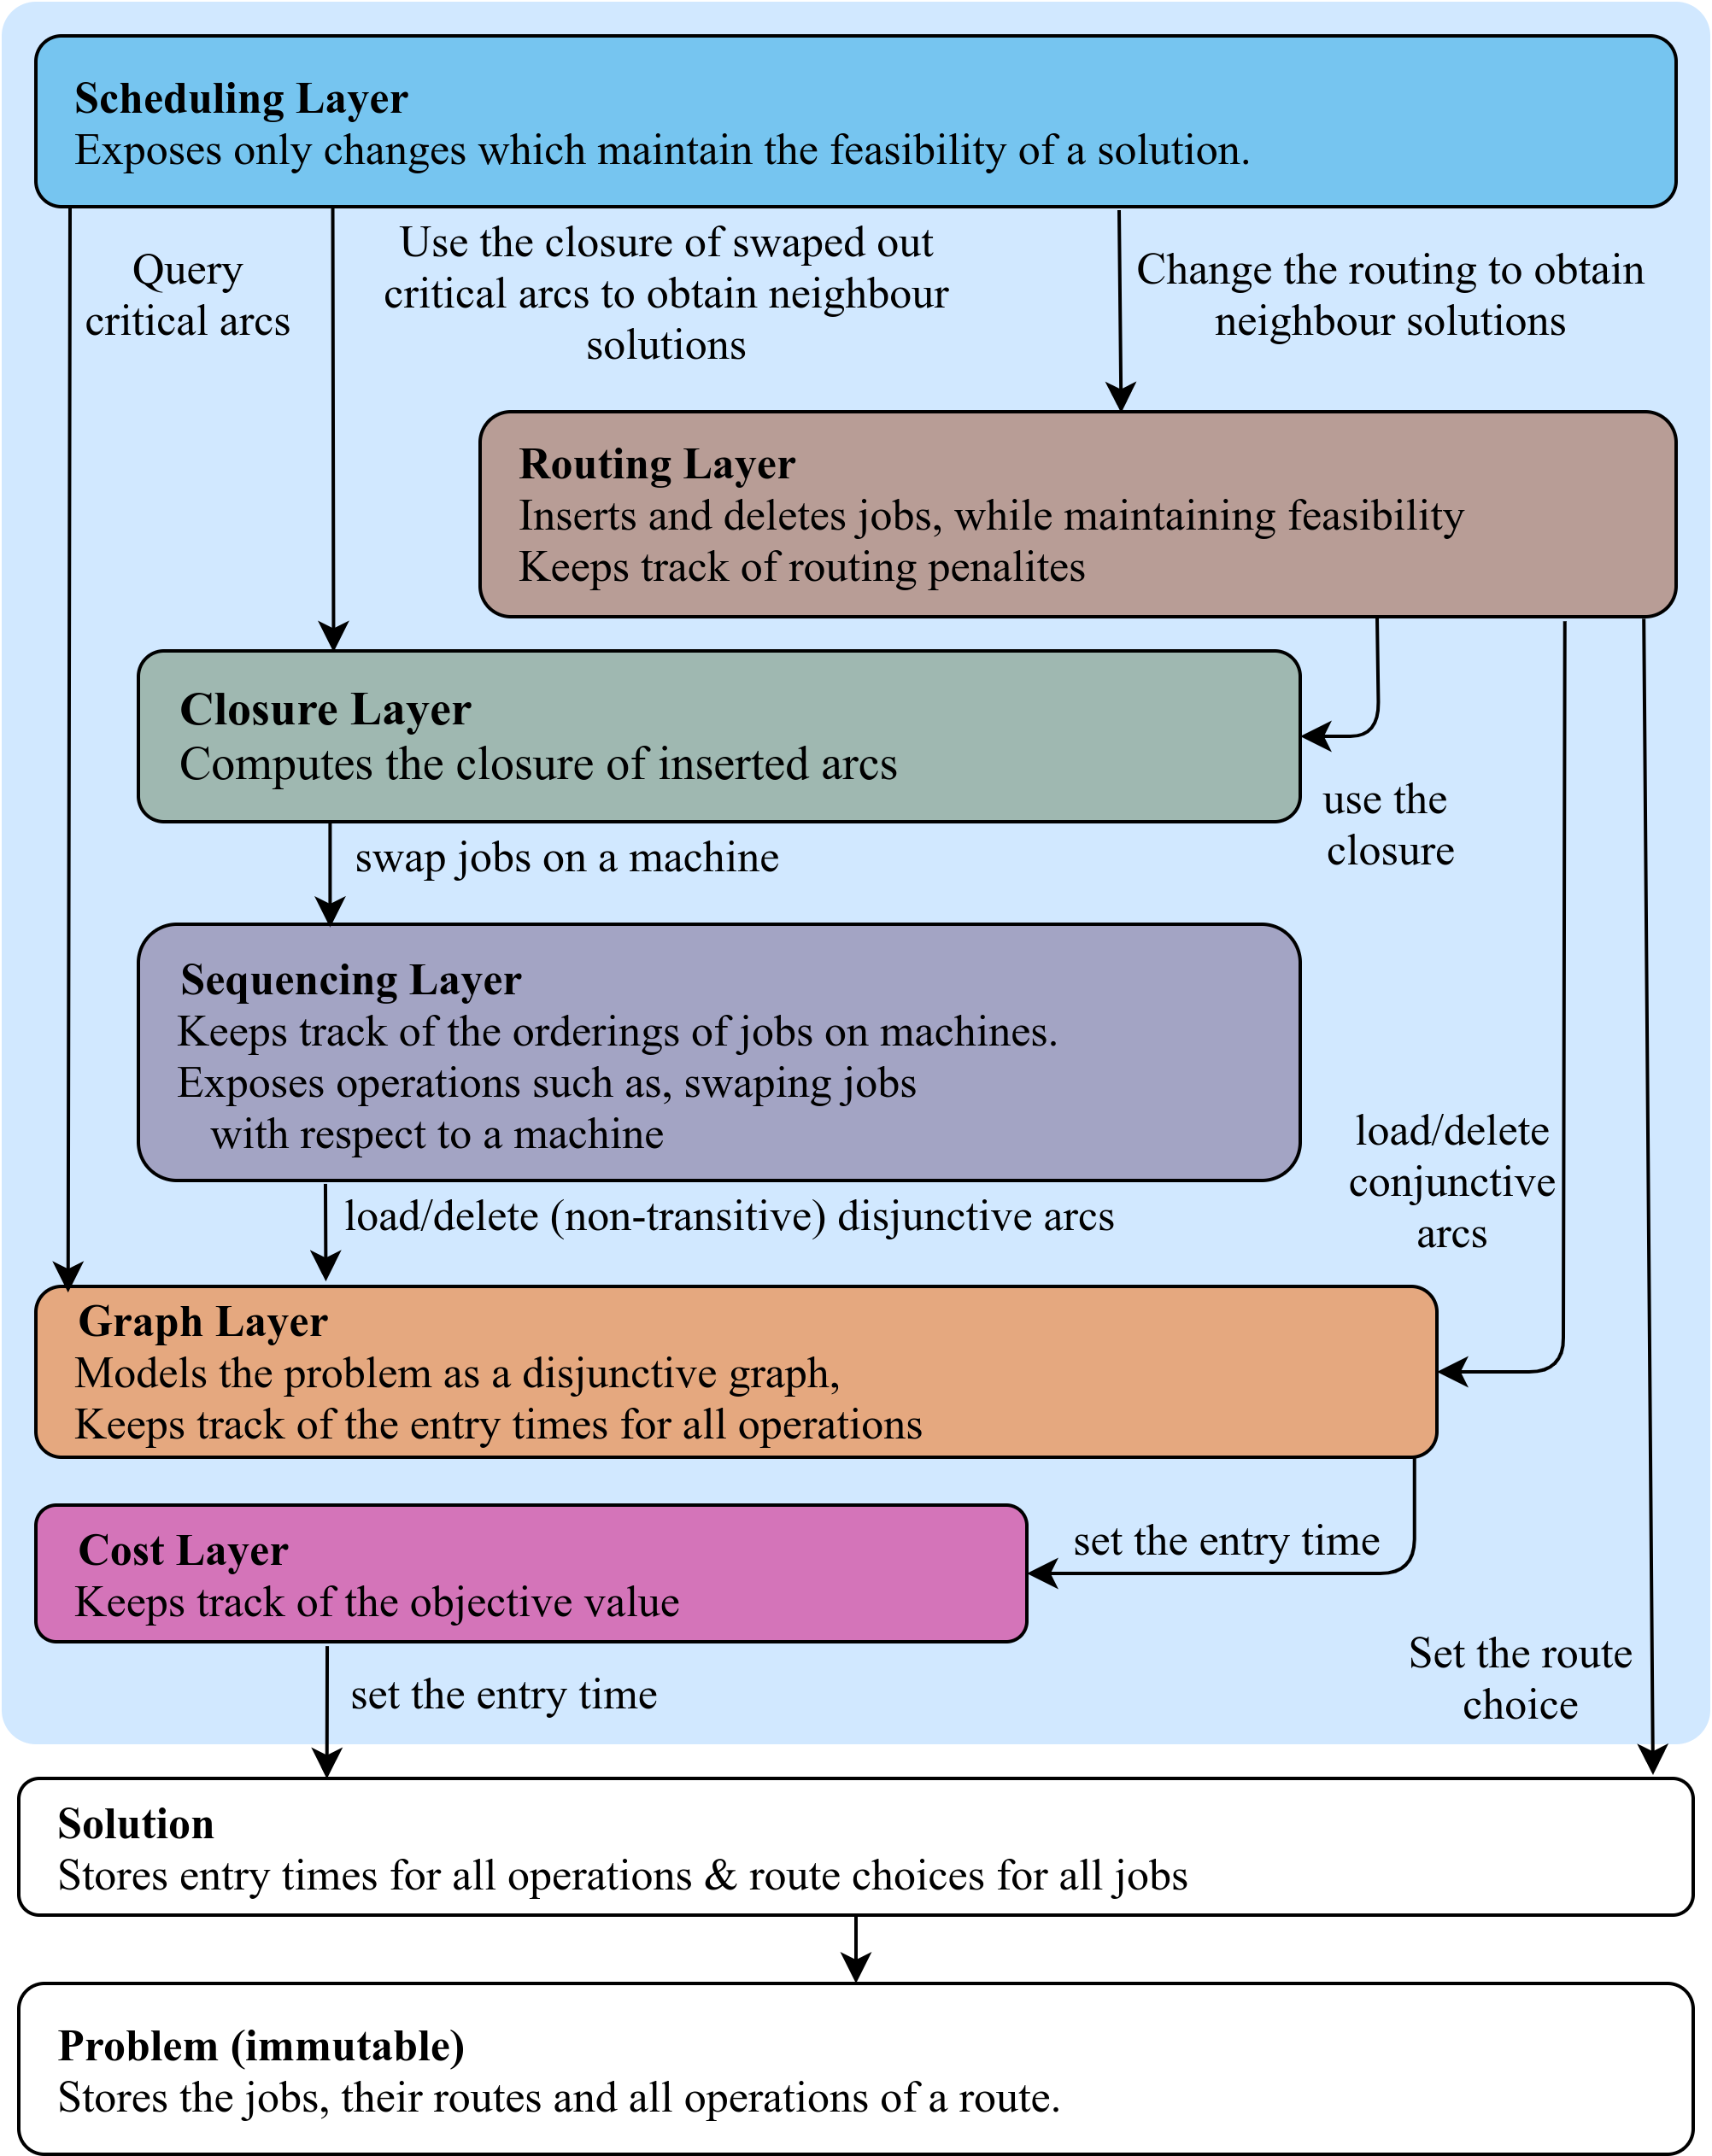 Scheduling Layer
Exposes only changes which maintain the feasibility of a solution.
Query
critical arcs
Use the closure of swaped out
critical arcs to obtain neighbour
solutions
Change the routing to obtain
neighbour solutions
Routing Layer
Inserts and deletes jobs, while maintaining feasibility
Keeps track of routing penalites
Closure Layer
Computes the closure of inserted arcs
use the
closure
swap jobs on a machine
Sequencing Layer
Keeps track of the orderings of jobs on machines.
Exposes operations such as, swaping jobs
with respect to a machine
load/delete
conjunctive
arcs
load/delete (non-transitive) disjunctive arcs
Graph Layer
Models the problem as a disjunctive graph,
Keeps track of the entry times for all operations
set the entry time
Cost Layer
Keeps track of the objective value
set the entry time
Set the route
choice
Solution
Stores entry times for all operations & route choices for all jobs
Problem (immutable)
Stores the jobs, their routes and all operations of a route.